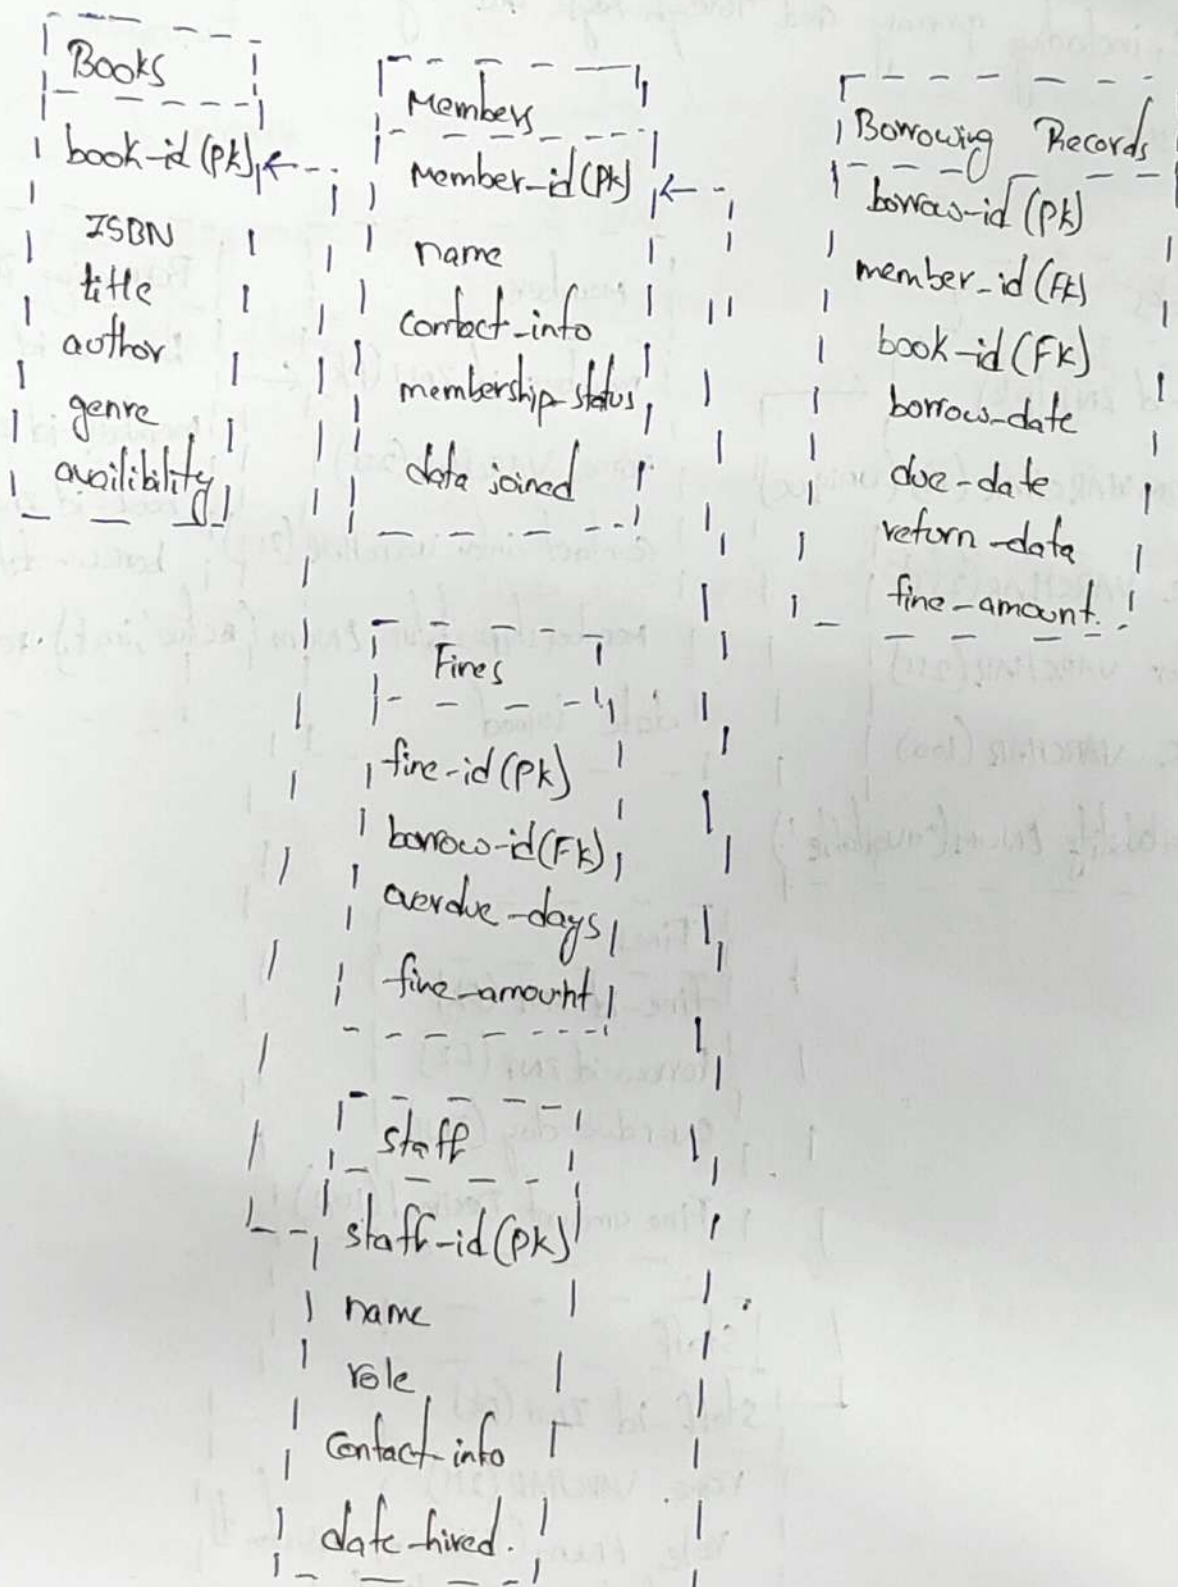 Books
book-id (PK)
ISBN
title
author
genre
availibility
Members
Member-id (PK)
name
contact-info
membership-status
data joined
Borrowing Records
borrow-id (PK)
member-id (FK)
book-id (FK)
borrow-date
due-date
return-data
fine-amount.
Fines
fine-id (PK)
borrow-id (FK)
overdue-days
fine-amount
staff
staff-id (PK)
name
role
contact-info
date-hired.